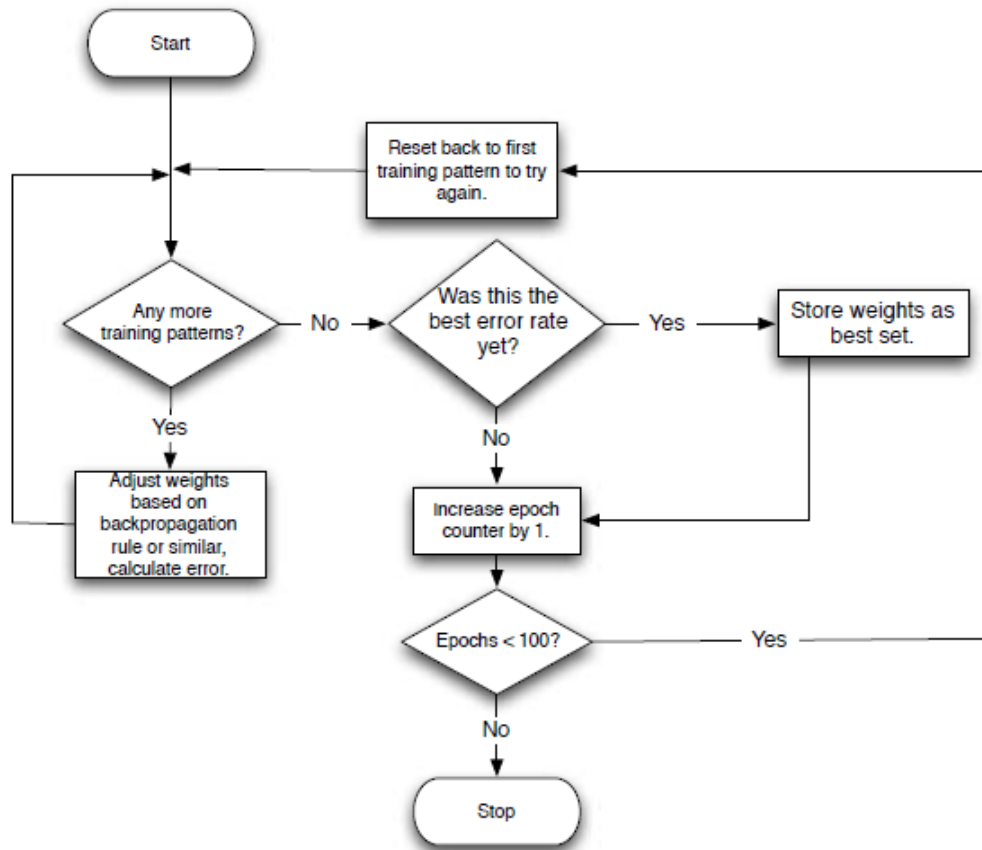 Start
Reset back to first
training pattern to try
again.
Any more
training patterns?
No
Was this the
best error rate
yet?
Yes
Store weights as
best set.
Yes
No
Adjust weights
based on
backpropagation
rule or similar,
calculate error.
Increase epoch
counter by 1.
Epochs < 100?
Yes
No
Stop